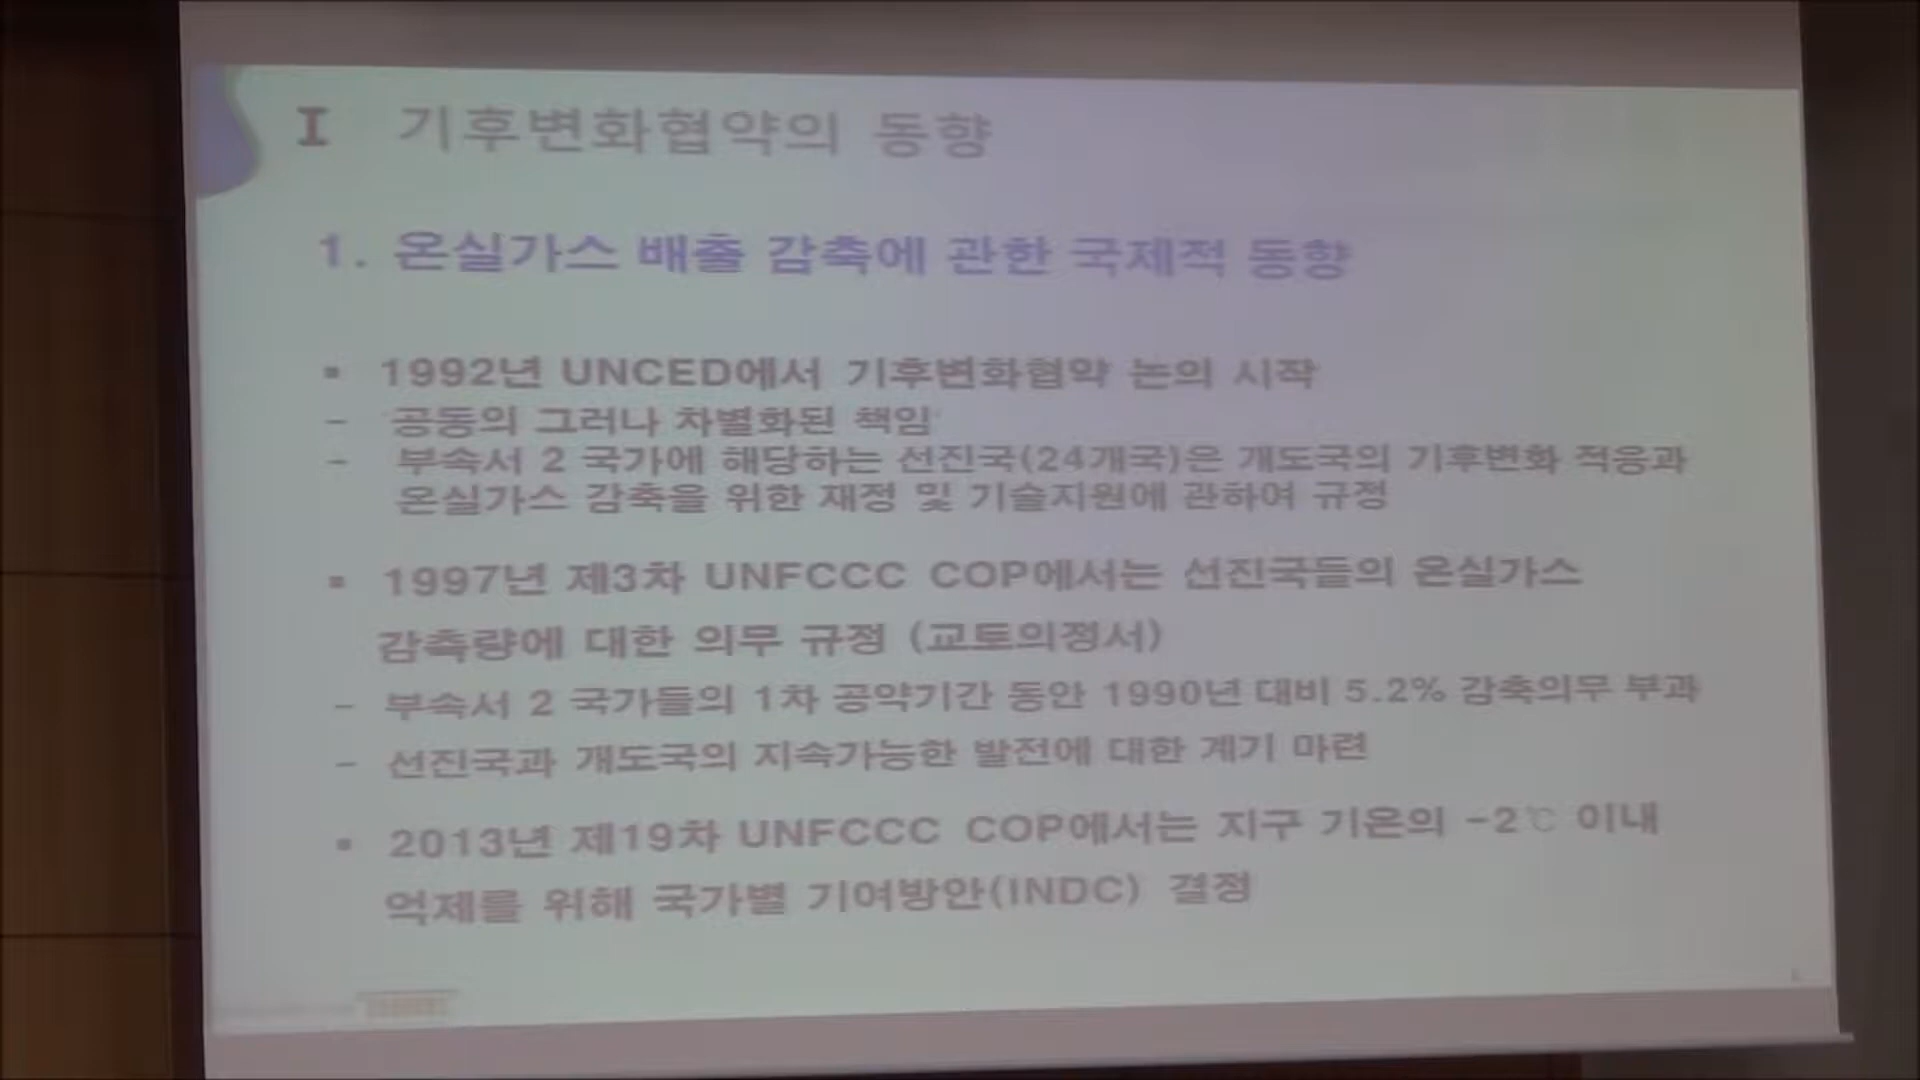 I 기후변화협약의 동향
1. 온실가스 배출 감축에 관한 국제적 동향
▪ 1992년 UNCED에서 기후변화협약 논의 시작
- ‘공동의 그러나 차별화된 책임’
- 부속서 2 국가에 해당하는 선진국(24개국)은 개도국의 기후변화 적응과
온실가스 감축을 위한 재정 및 기술지원에 관하여 규정
▪ 1997년 제3차 UNFCCC COP에서는 선진국들의 온실가스
감축량에 대한 의무 규정 (교토의정서)
- 부속서 2 국가들의 1차 공약기간 동안 1990년 대비 5.2% 감축의무 부과
- 선진국과 개도국의 지속가능한 발전에 대한 계기 마련
▪ 2013년 제19차 UNFCCC COP에서는 지구 기온의 -2℃ 이내
억제를 위해 국가별 기여방안(INDC) 결정